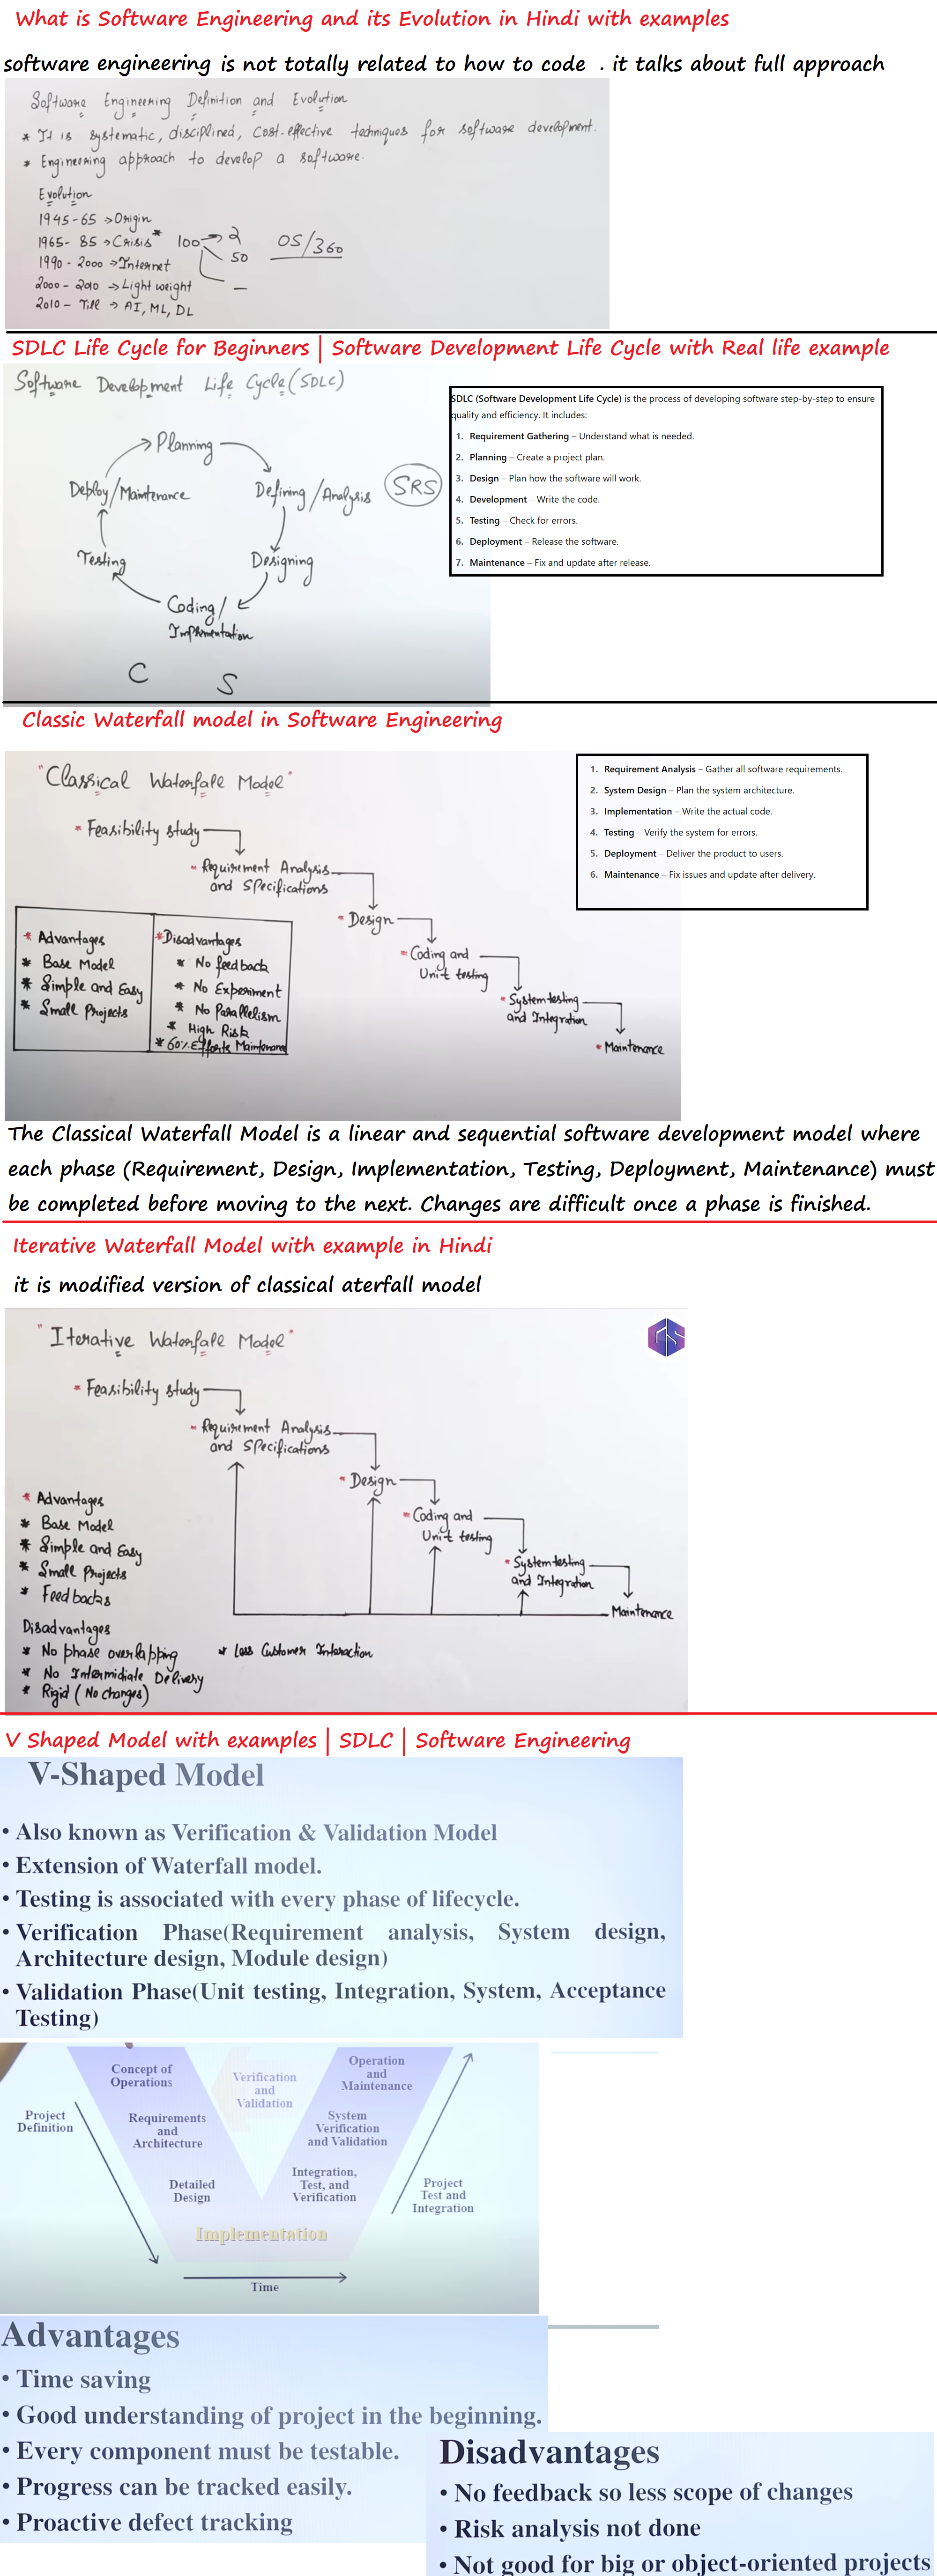 What is Software Engineering and its Evolution in Hindi with examples
software engineering is not totally related to how to code . it talks about full approach
Software Engineering Definition and Evolution
* It is systematic, disciplined, cost-effective techniques for software development.
* Engineering approach to develop a software.
Evolution
1945-65 → Origin
1965-85 → Crisis * 100 → 2
50
OS/360
1990-2000 → Internet
2000-2010 → Light weight —
2010- Till → AI, ML, DL
SDLC Life Cycle for Beginners | Software Development Life Cycle with Real life example
Software Development Life Cycle (SDLC)
Planning
Defining/Analysis
SRS
Designing
Coding/
Implmentation
Testing
Deploy/Maintenance
C S
SDLC (Software Development Life Cycle) is the process of developing software step-by-step to ensure
quality and efficiency. It includes:
1. Requirement Gathering – Understand what is needed.
2. Planning – Create a project plan.
3. Design – Plan how the software will work.
4. Development – Write the code.
5. Testing – Check for errors.
6. Deployment – Release the software.
7. Maintenance – Fix and update after release.
Classic Waterfall model in Software Engineering
"Classical Waterfall Model"
* Feasibility study
* Requirement Analysis
and Specifications
* Design
* Coding and
Unit testing
* System testing
and Integration
* Maintenance
* Advantages
* Base Model
* Simple and Easy
* Small Projects
* Disadvantages
* No feedback
* No Experiment
* No Parallelism
* High Risk
* 60% Efforts Maintenance
1. Requirement Analysis – Gather all software requirements.
2. System Design – Plan the system architecture.
3. Implementation – Write the actual code.
4. Testing – Verify the system for errors.
5. Deployment – Deliver the product to users.
6. Maintenance – Fix issues and update after delivery.
The Classical Waterfall Model is a linear and sequential software development model where
each phase (Requirement, Design, Implementation, Testing, Deployment, Maintenance) must
be completed before moving to the next. Changes are difficult once a phase is finished.
Iterative Waterfall Model with example in Hindi
it is modified version of classical aterfall model
"Iterative Waterfall Model"
* Feasibility study
* Requirement Analysis
and Specifications
* Design
* Coding and
Unit testing
* System testing
and Integration
* Maintenance
* Advantages
* Base Model
* Simple and Easy
* Small Projects
* Feedbacks
Disadvantages
* No phase overlapping
* No Intermidiate Delivery
* Rigid (No changes)
* Less Customer Interaction
V Shaped Model with examples | SDLC | Software Engineering
V-Shaped Model
• Also known as Verification & Validation Model
• Extension of Waterfall model.
• Testing is associated with every phase of lifecycle.
• Verification Phase(Requirement analysis, System design,
Architecture design, Module design)
• Validation Phase(Unit testing, Integration, System, Acceptance
Testing)
Project
Definition
Concept of
Operations
Requirements
and
Architecture
Detailed
Design
Verification
and
Validation
Operation
and
Maintenance
System
Verification
and Validation
Integration,
Test, and
Verification
Project
Test and
Integration
Implementation
Time
Advantages
• Time saving
• Good understanding of project in the beginning.
• Every component must be testable.
• Progress can be tracked easily.
• Proactive defect tracking
Disadvantages
• No feedback so less scope of changes
• Risk analysis not done
• Not good for big or object-oriented projects